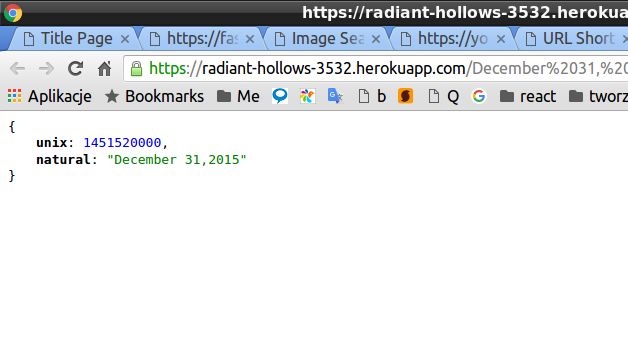 https://radiant-hollows-3532.herokua
Title Page
https://fas
Image Sea
https://yo
URL Short
https://radiant-hollows-3532.herokuapp.com/December%2031,%20
Aplikacje
Bookmarks
Me
b
Q
react
tworz
{
unix: 1451520000,
natural: "December 31,2015"
}